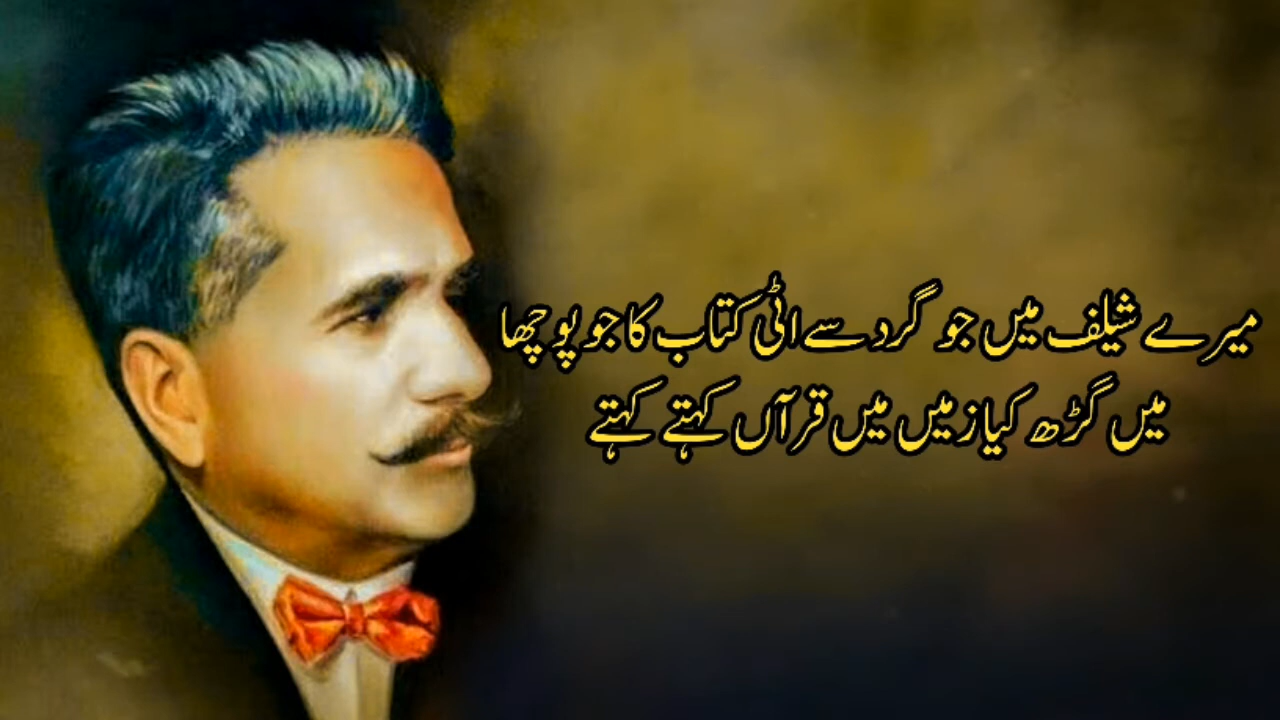 میرے شیلف میں جو گرد سے اٹی کتاب کا جو پوچھا
میں گڑھ کیا زمیں میں قرآں کہتے کہتے